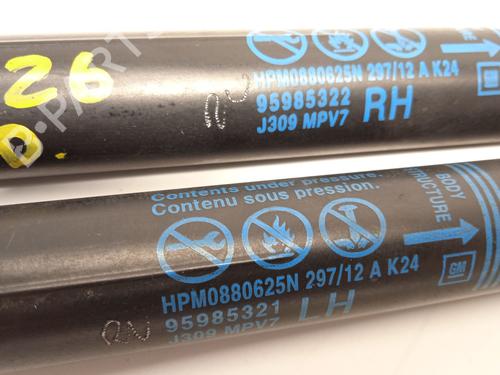 26
HPM0880625N 297/12 A K24
95985322 RH
J309 MPV7
GM
Contents under pressure.
Contenu sous pression.
BODY
STRUCTURE
HPM0880625N 297/12 A K24
95985321 LH
J309 MPV7
GM